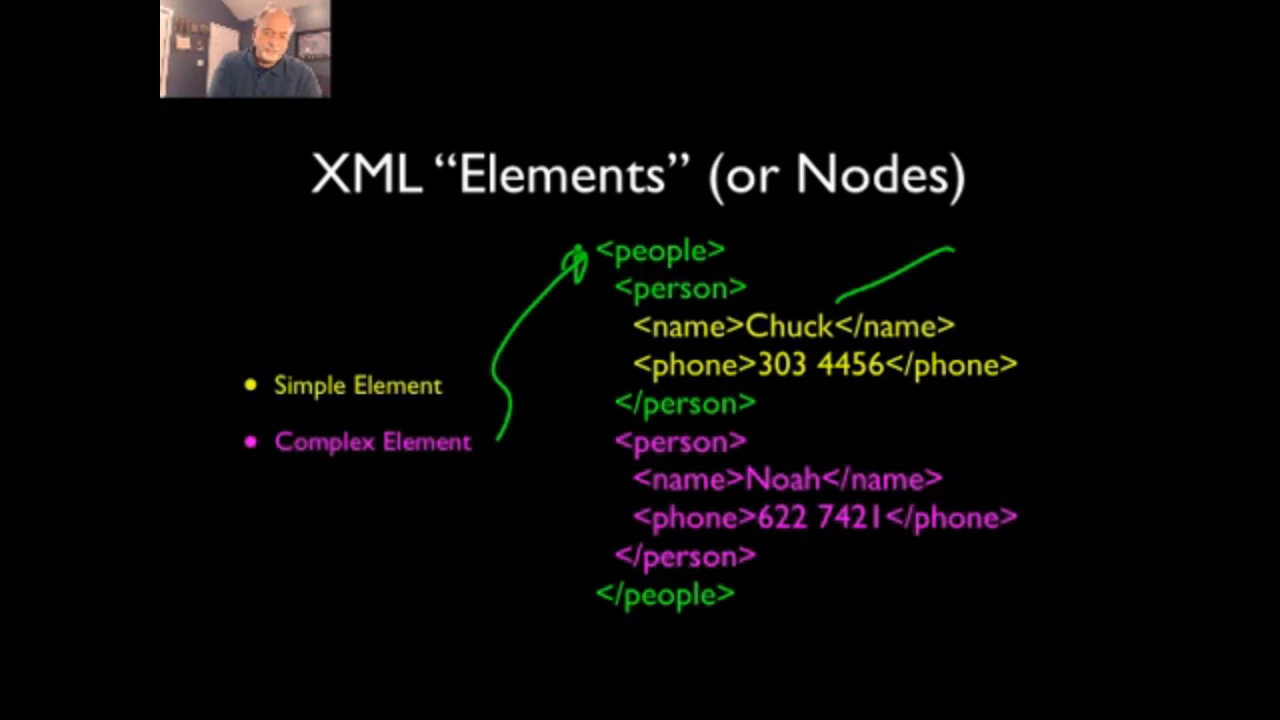 XML “Elements” (or Nodes)
<people>
<person>
<name>Chuck</name>
<phone>303 4456</phone>
</person>
<person>
<name>Noah</name>
<phone>622 7421</phone>
</person>
</people>
• Simple Element
• Complex Element